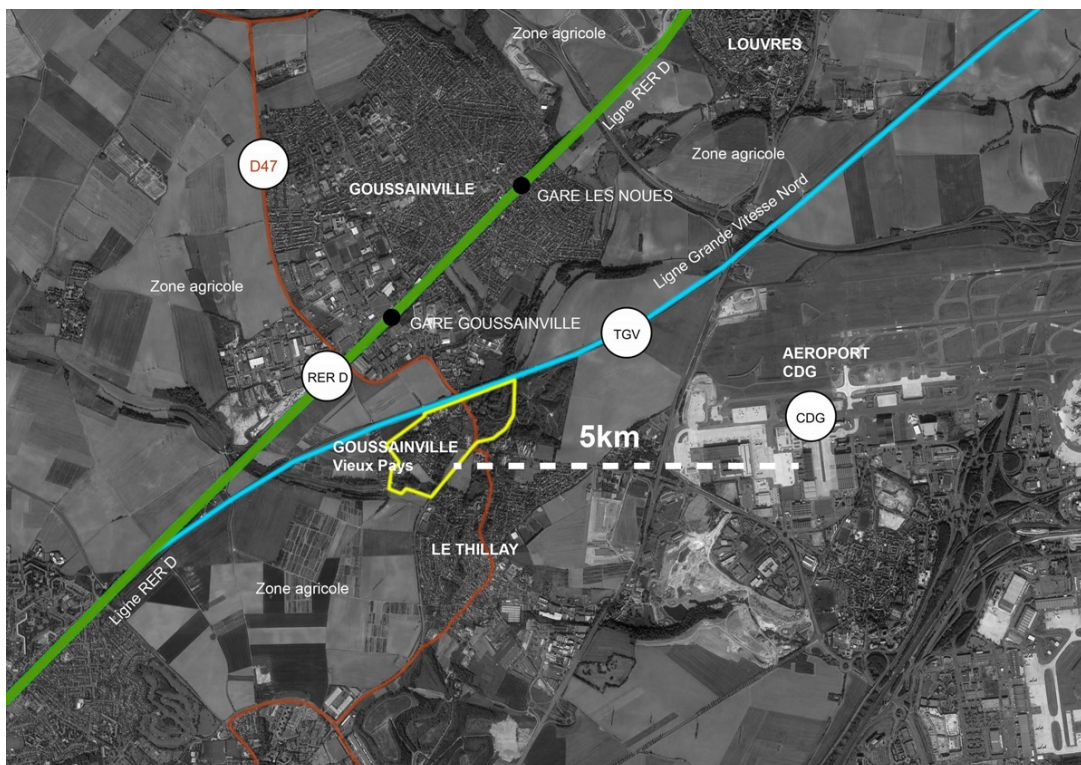 Zone agricole
LOUVRES
Ligne RER D
D47
Zone agricole
GOUSSAINVILLE
GARE LES NOUES
Ligne Grande Vitesse Nord
Zone agricole
GARE GOUSSAINVILLE
TGV
AEROPORT
CDG
RER D
CDG
GOUSSAINVILLE
Vieux Pays
5km
LE THILLAY
Zone agricole
Ligne RER D